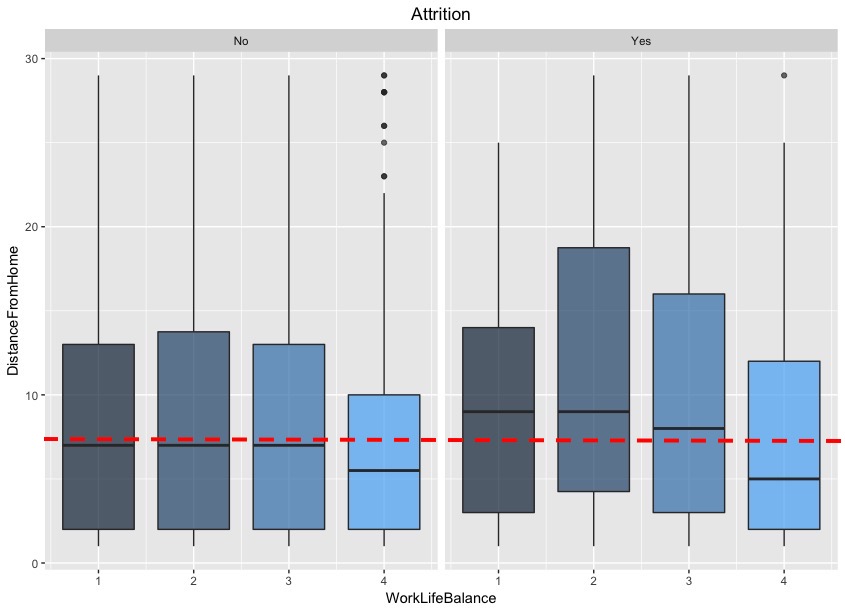 Attrition
No
Yes
30
20
10
0
DistanceFromHome
1 2 3 4
1 2 3 4
WorkLifeBalance